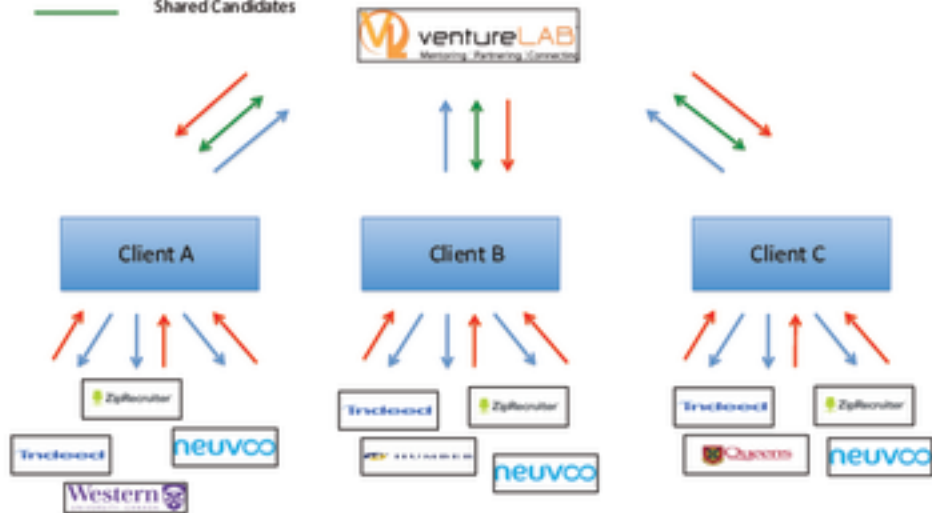 Shared Candidates
ventureLAB
Mentoring | Partnering | Connecting
Client A
Client B
Client C
ZipRecruiter
indeed
neuvoo
Western
indeed
ZipRecruiter
HUMBER
neuvoo
indeed
ZipRecruiter
Queens
neuvoo